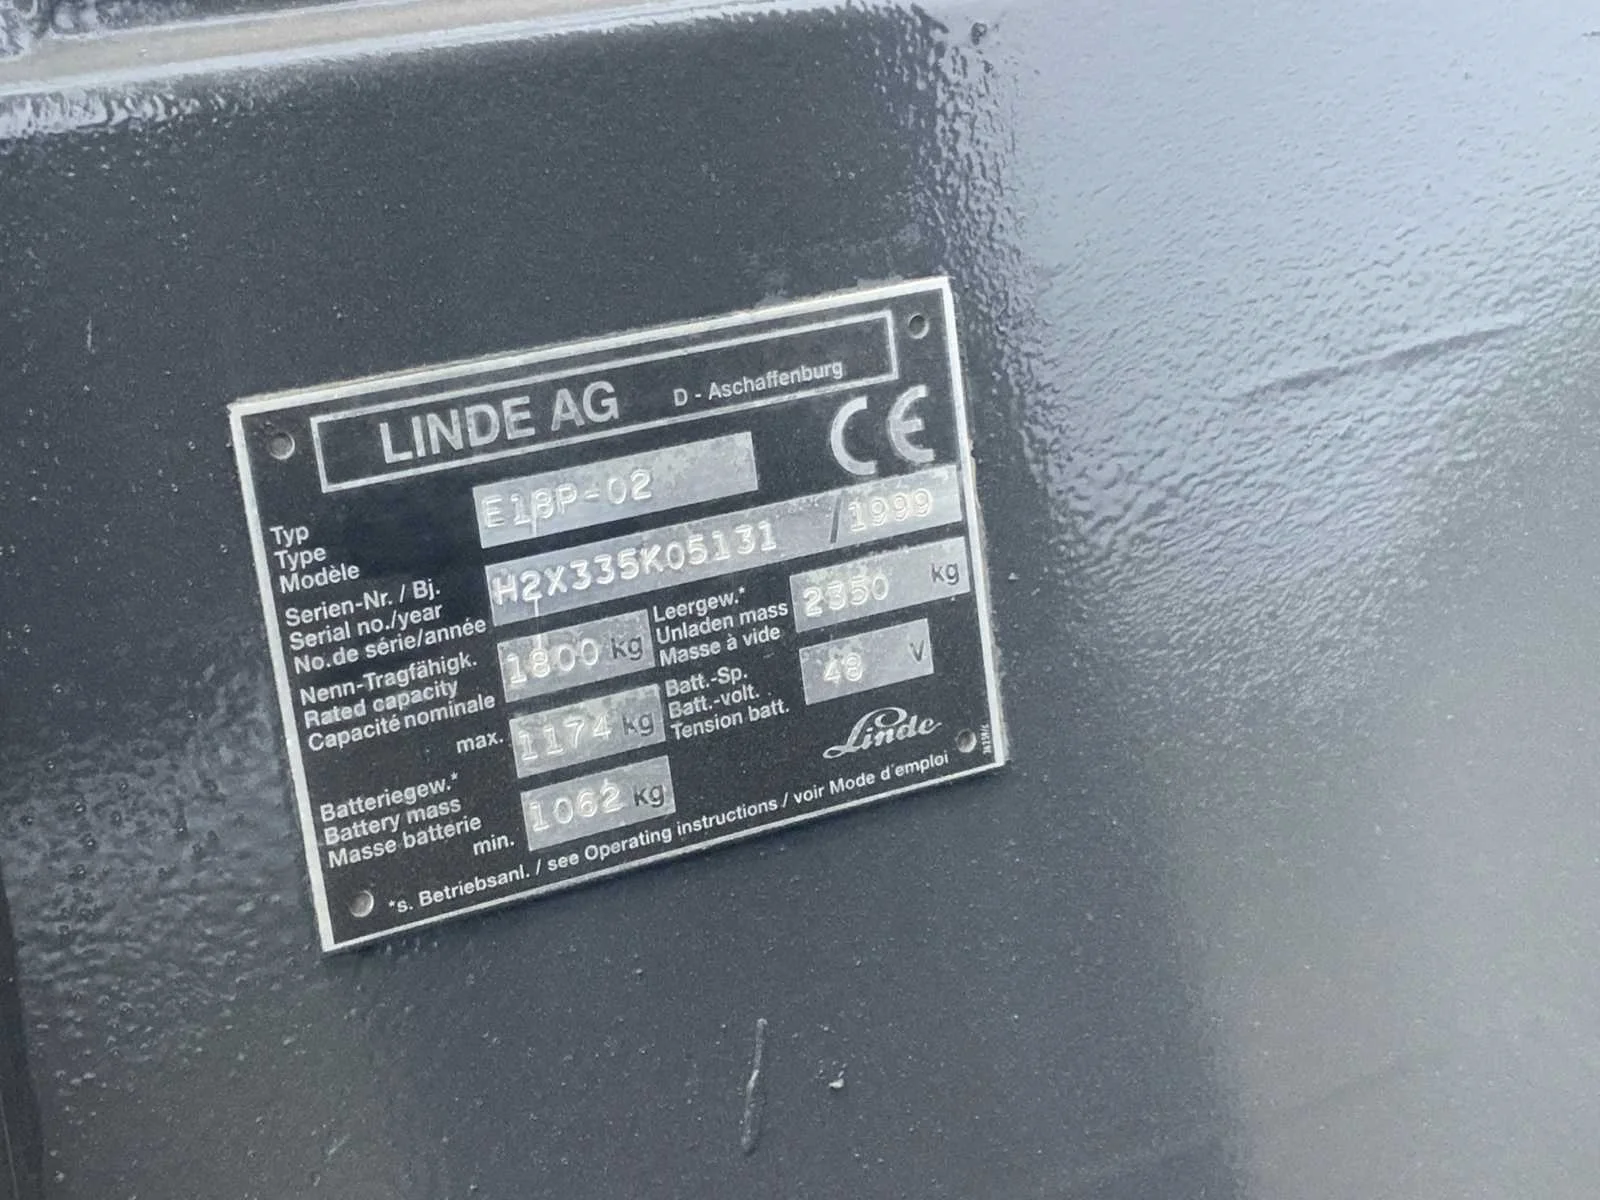 LINDE AG D - Aschaffenburg
CE
Typ
Type
Modèle
E18P-02
Serien-Nr. / Bj.
Serial no./year
No.de série/année
H2X335K05131 / 1999
Nenn-Tragfähigk.
Rated capacity
Capacité nominale
1800 kg
Leergew.*
Unladen mass
Masse à vide
2350 kg
Batteriegew.*
Battery mass
Masse batterie
max. 1174 kg
min. 1062 kg
Batt.-Sp.
Batt.-volt.
Tension batt.
48 V
Linde
*s. Betriebsanl. / see Operating instructions / voir Mode d'emploi